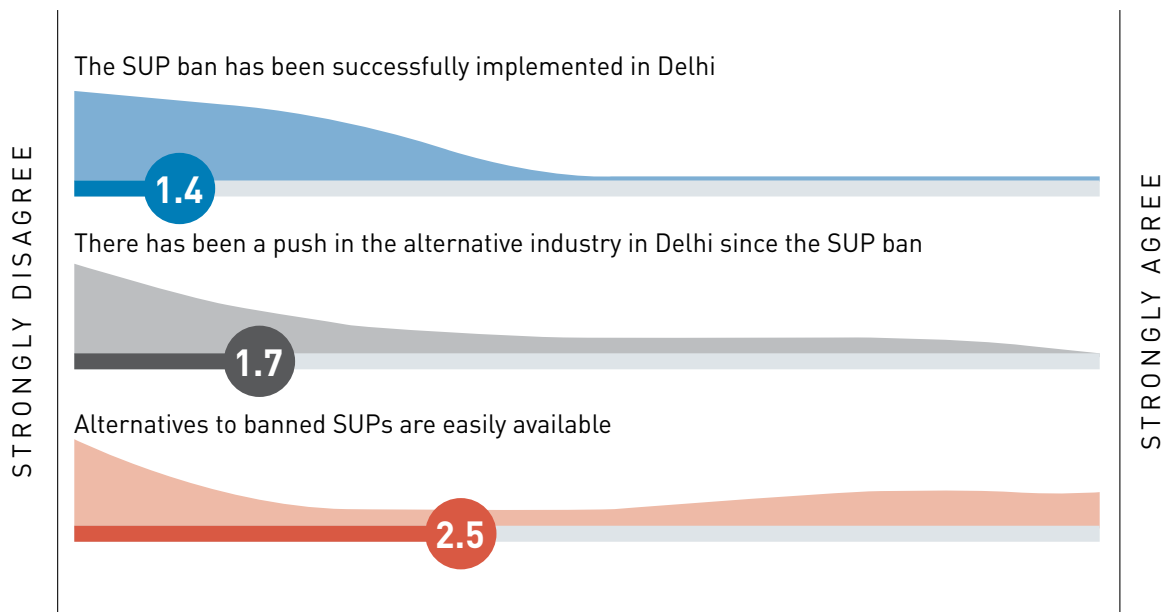 STRONGLY DISAGREE
The SUP ban has been successfully implemented in Delhi
1.4
There has been a push in the alternative industry in Delhi since the SUP ban
1.7
Alternatives to banned SUPs are easily available
2.5
STRONGLY AGREE